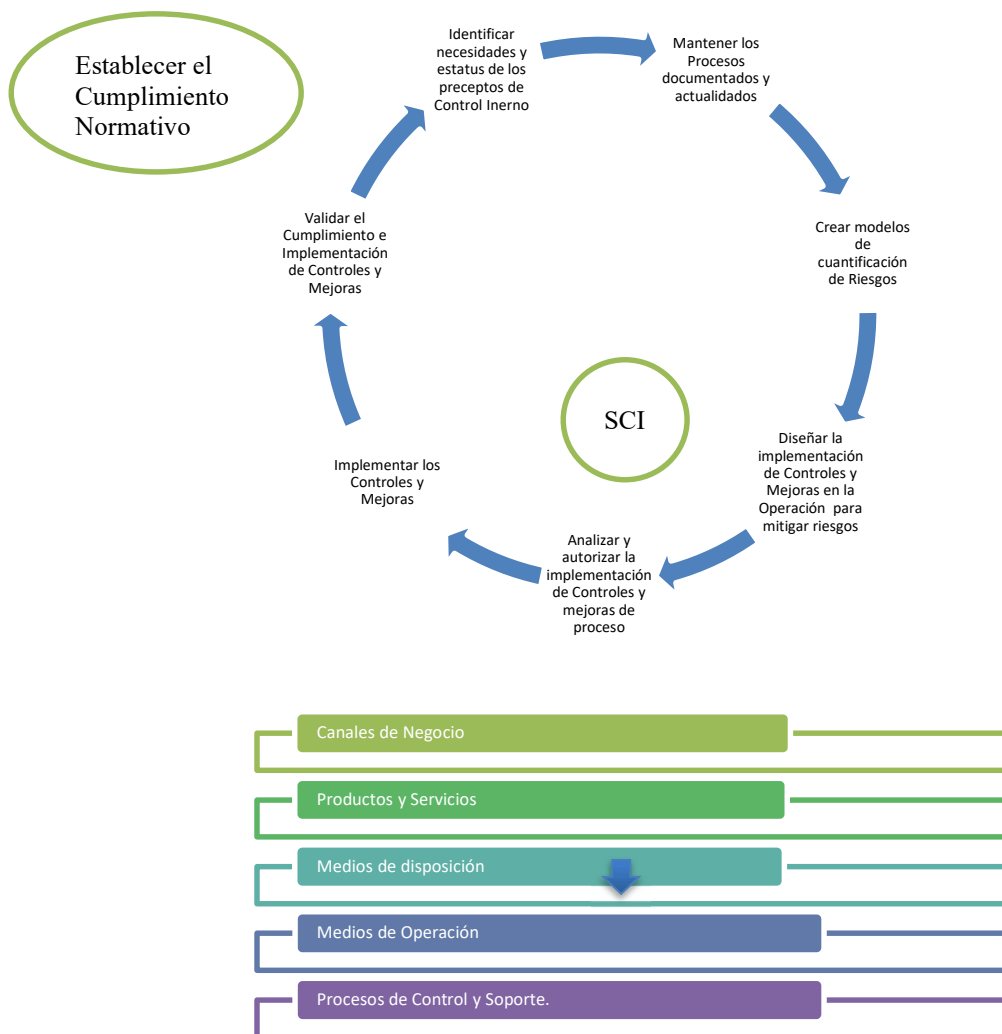 Establecer el
Cumplimiento
Normativo
Identificar
necesidades y
estatus de los
preceptos de
Control Inerno
Mantener los
Procesos
documentados y
actualidados
Crear modelos
de
cuantificación
de Riesgos
Diseñar la
implementación
de Controles y
Mejoras en la
Operación para
mitigar riesgos
Analizar y
autorizar la
implementación
de Controles y
mejoras de
proceso
Implementar los
Controles y
Mejoras
Validar el
Cumplimiento e
Implementación
de Controles y
Mejoras
SCI
Canales de Negocio
Productos y Servicios
Medios de disposición
Medios de Operación
Procesos de Control y Soporte.